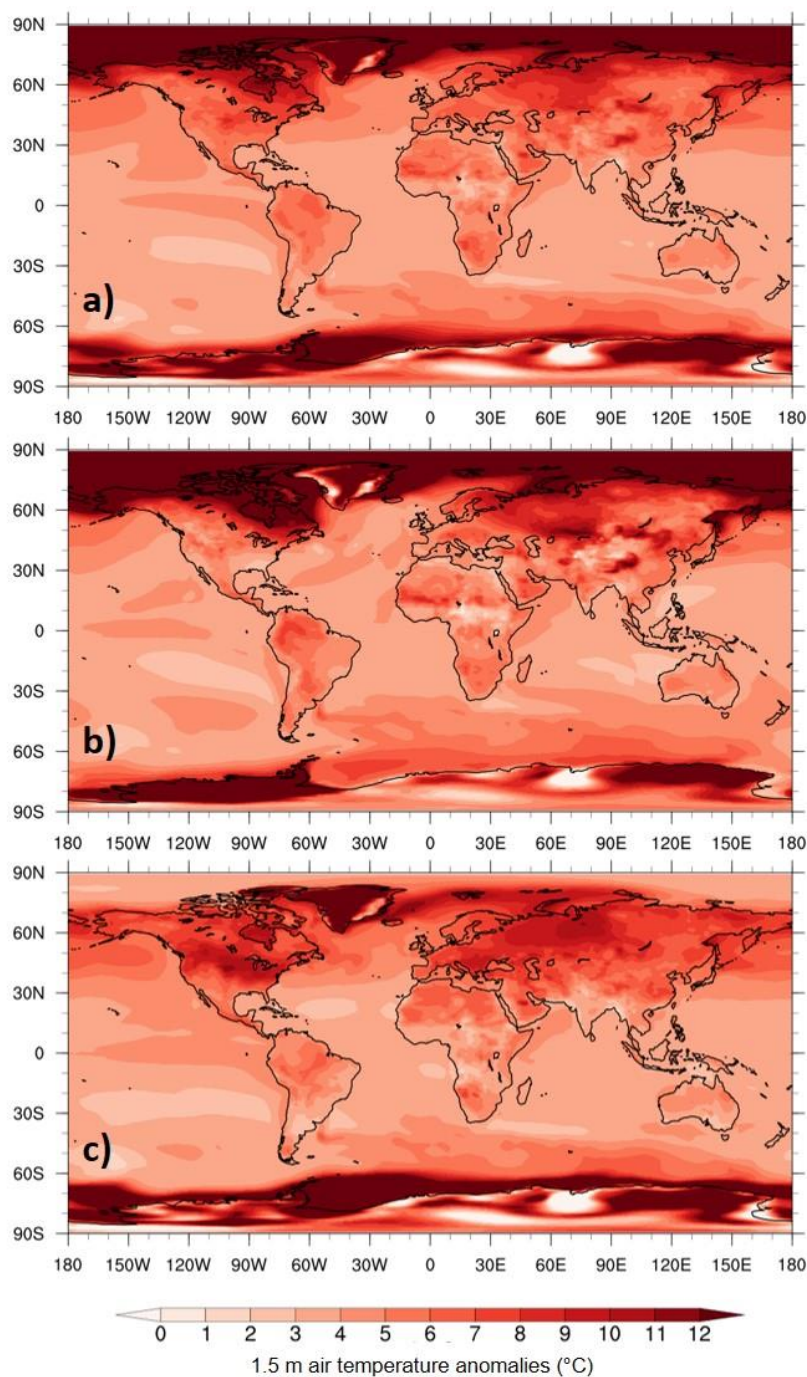 90N
60N
30N
0
30S
60S
90S
a)
180 150W 120W 90W 60W 30W 0 30E 60E 90E 120E 150E 180
90N
60N
30N
0
30S
60S
90S
b)
180 150W 120W 90W 60W 30W 0 30E 60E 90E 120E 150E 180
90N
60N
30N
0
30S
60S
90S
c)
180 150W 120W 90W 60W 30W 0 30E 60E 90E 120E 150E 180
0 1 2 3 4 5 6 7 8 9 10 11 12
1.5 m air temperature anomalies (°C)